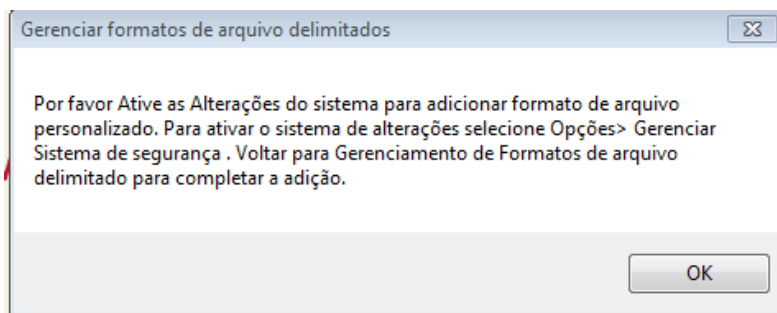 Gerenciar formatos de arquivo delimitados
Por favor Ative as Alterações do sistema para adicionar formato de arquivo
personalizado. Para ativar o sistema de alterações selecione Opções> Gerenciar
Sistema de segurança . Voltar para Gerenciamento de Formatos de arquivo
delimitado para completar a adição.
OK